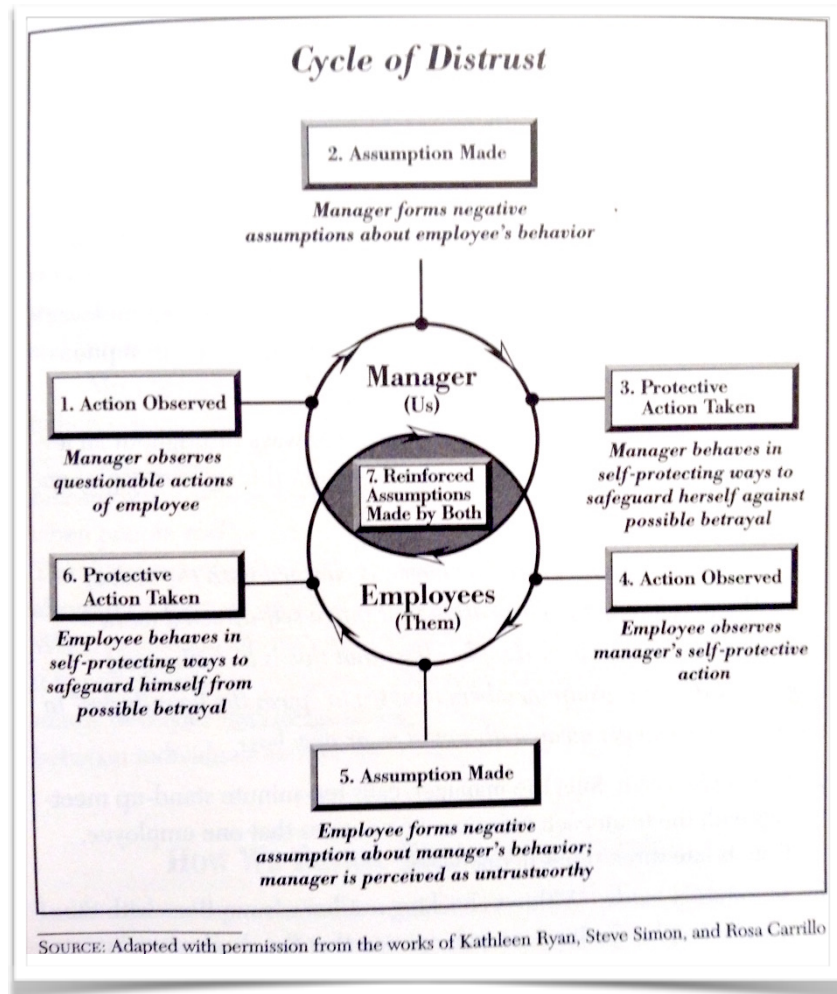 Cycle of Distrust
2. Assumption Made
Manager forms negative
assumptions about employee's behavior
1. Action Observed
Manager observes
questionable actions
of employee
Manager
(Us)
3. Protective
Action Taken
Manager behaves in
self-protecting ways to
safeguard herself against
possible betrayal
7. Reinforced
Assumptions
Made by Both
4. Action Observed
Employee observes
manager's self-protective
action
Employees
(Them)
5. Assumption Made
Employee forms negative
assumption about manager's behavior;
manager is perceived as untrustworthy
6. Protective
Action Taken
Employee behaves in
self-protecting ways to
safeguard himself from
possible betrayal
SOURCE: Adapted with permission from the works of Kathleen Ryan, Steve Simon, and Rosa Carrillo